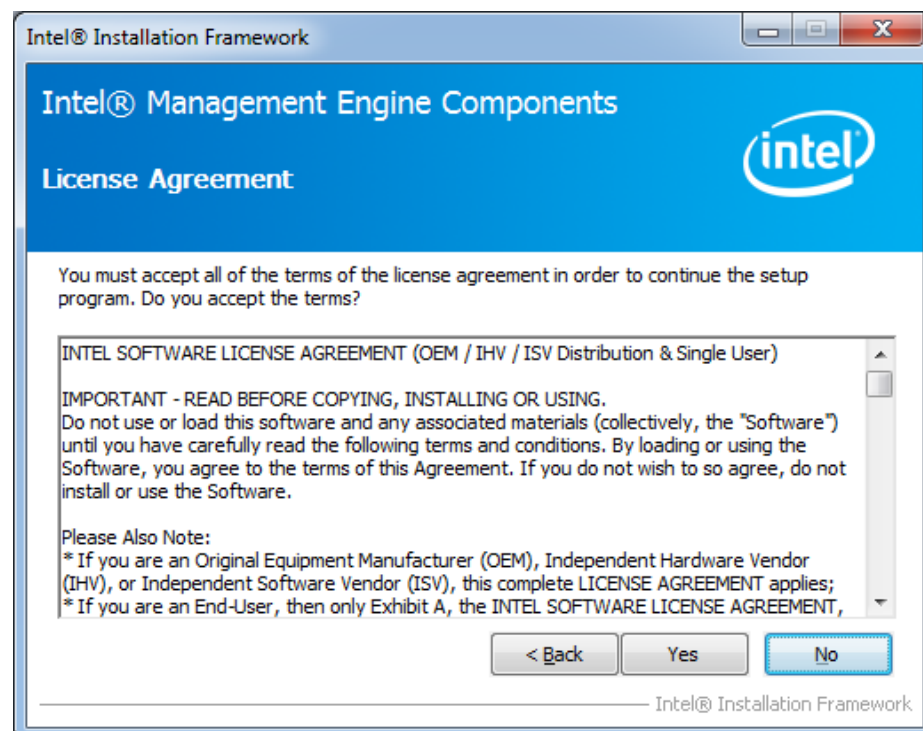 Intel® Installation Framework
Intel® Management Engine Components
intel
License Agreement
You must accept all of the terms of the license agreement in order to continue the setup
program. Do you accept the terms?
INTEL SOFTWARE LICENSE AGREEMENT (OEM / IHV / ISV Distribution & Single User)
IMPORTANT - READ BEFORE COPYING, INSTALLING OR USING.
Do not use or load this software and any associated materials (collectively, the "Software")
until you have carefully read the following terms and conditions. By loading or using the
Software, you agree to the terms of this Agreement. If you do not wish to so agree, do not
install or use the Software.
Please Also Note:
* If you are an Original Equipment Manufacturer (OEM), Independent Hardware Vendor
(IHV), or Independent Software Vendor (ISV), this complete LICENSE AGREEMENT applies;
* If you are an End-User, then only Exhibit A, the INTEL SOFTWARE LICENSE AGREEMENT,
< Back Yes No
Intel® Installation Framework